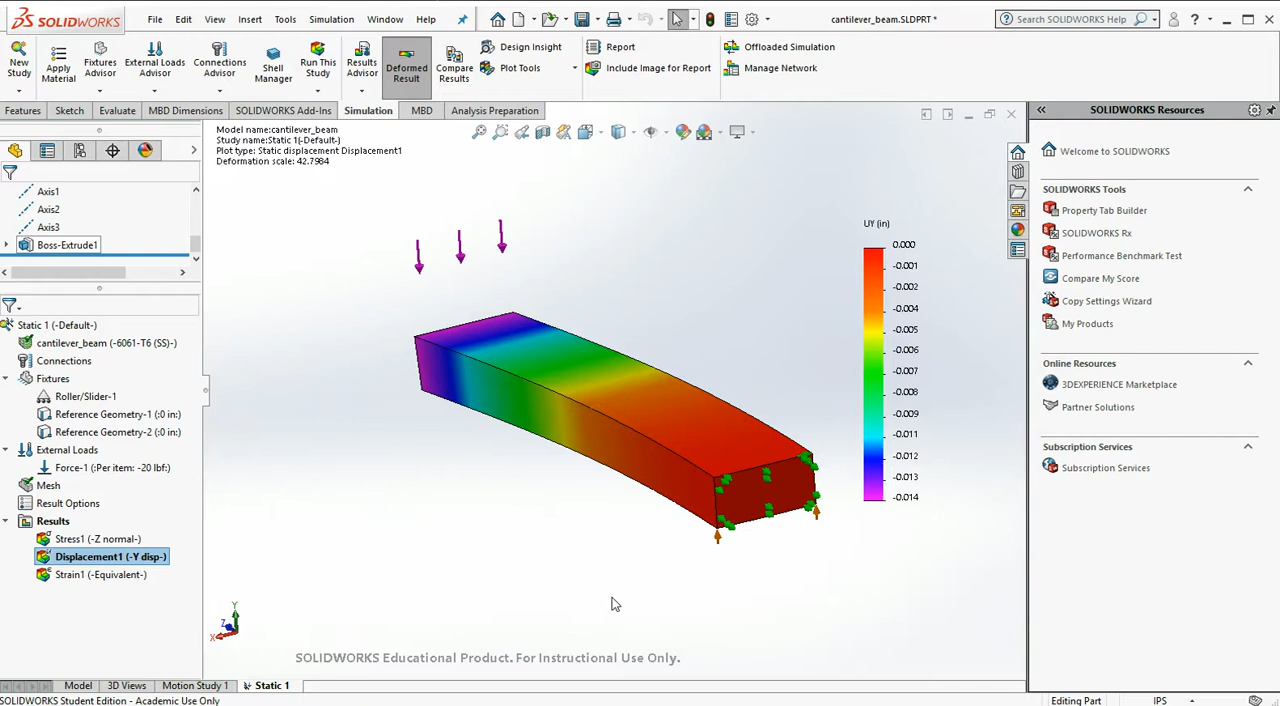 SOLIDWORKS
File Edit View Insert Tools Simulation Window Help
cantilever_beam.SLDPRT *
Search SOLIDWORKS Help
New Study
Apply Material
Fixtures Advisor
External Loads Advisor
Connections Advisor
Shell Manager
Run This Study
Results Advisor
Deformed Result
Compare Results
Design Insight
Plot Tools
Report
Include Image for Report
Offloaded Simulation
Manage Network
Features Sketch Evaluate MBD Dimensions SOLIDWORKS Add-Ins Simulation MBD Analysis Preparation
Axis1
Axis2
Axis3
Boss-Extrude1
Static 1 (-Default-)
cantilever_beam (-6061-T6 (SS)-)
Connections
Fixtures
Roller/Slider-1
Reference Geometry-1 (:0 in:)
Reference Geometry-2 (:0 in:)
External Loads
Force-1 (:Per item: -20 lbf:)
Mesh
Result Options
Results
Stress1 (-Z normal-)
Displacement1 (-Y disp-)
Strain1 (-Equivalent-)
Model name:cantilever_beam
Study name:Static 1(-Default-)
Plot type: Static displacement Displacement1
Deformation scale: 42.7984
UY (in)
0.000
-0.001
-0.002
-0.004
-0.005
-0.006
-0.007
-0.009
-0.010
-0.011
-0.012
-0.013
-0.014
Y
Z
X
SOLIDWORKS Educational Product. For Instructional Use Only.
SOLIDWORKS Resources
Welcome to SOLIDWORKS
SOLIDWORKS Tools
Property Tab Builder
SOLIDWORKS Rx
Performance Benchmark Test
Compare My Score
Copy Settings Wizard
My Products
Online Resources
3DEXPERIENCE Marketplace
Partner Solutions
Subscription Services
Subscription Services
Model 3D Views Motion Study 1 Static 1
SOLIDWORKS Student Edition - Academic Use Only
Editing Part
IPS